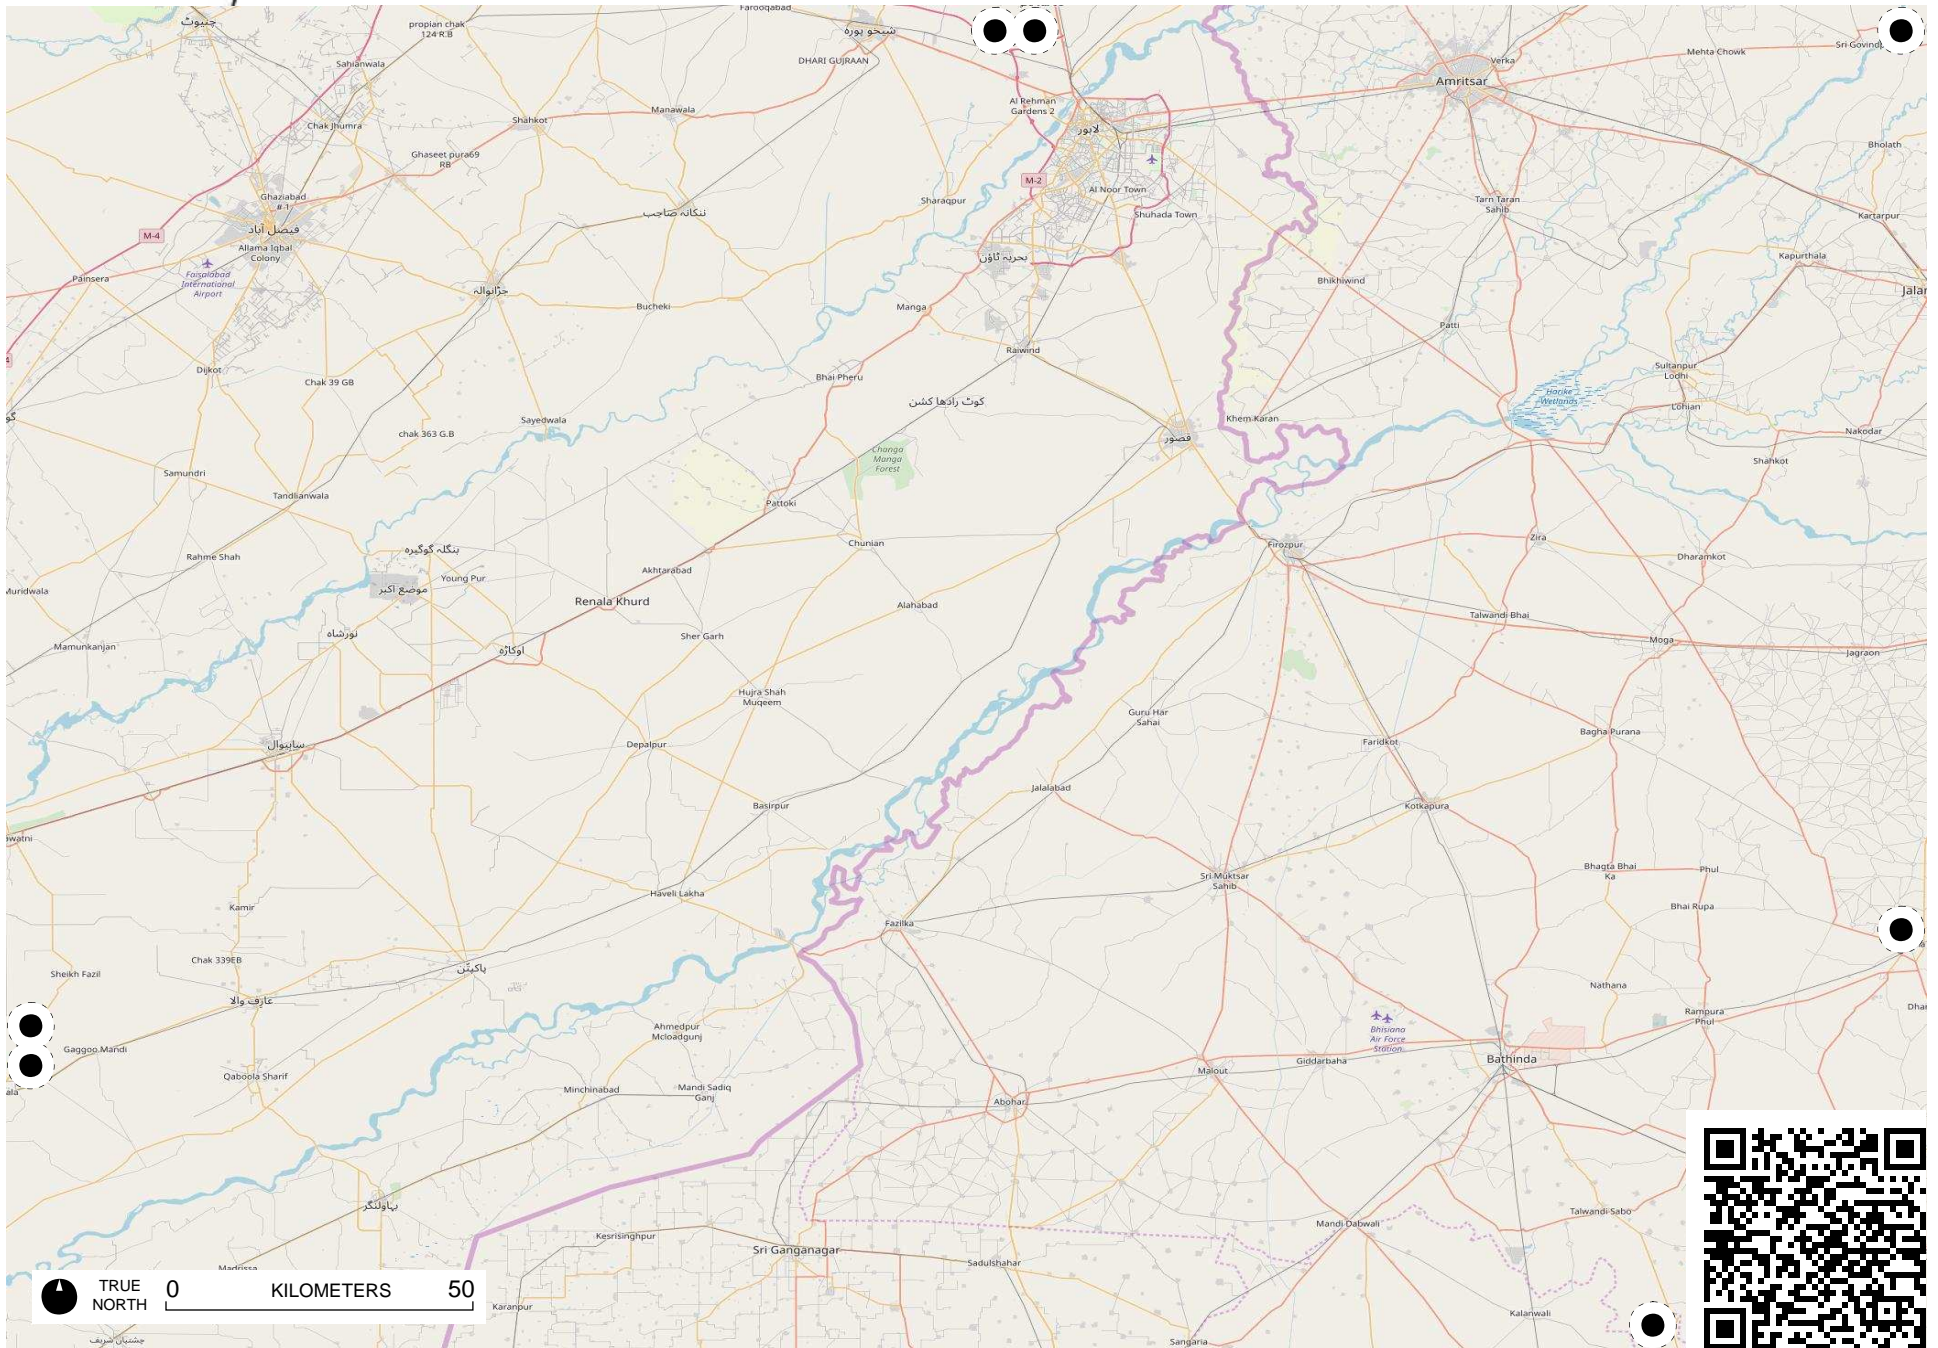 چنیوٹ
propian chak
124 R.B
Farooqabad
شیخو پورہ
Mehta Chowk
Sahianwala
DHARI GUJRAAN
Verka
Amritsar
Chak Jhumra
Shahkot
Manawala
Al Rehman
Gardens 2
لاہور
Bholath
Ghaseet pura69
RB
M-2
Al Noor Town
Ghaziabad
#-1
ننکانہ صاحب
Sharaqpur
Shuhada Town
Tarn Taran
Sahib
Kartarpur
M-4
فیصل آباد
Allama Iqbal
Colony
بحریہ ٹاؤن
Kapurthala
Painsera
Faisalabad
International
Airport
جڑانوالہ
Bucheki
Manga
Bhikhiwind
Patti
Raiwind
Dijkot
Chak 39 GB
Bhai Pheru
کوٹ رادھا کشن
Sultanpur
Lodhi
Harike
Wetlands
Lohian
chak 363 G.B
Sayedwala
Khem Karan
قصور
Nakodar
Samundri
Changa
Manga
Forest
Shahkot
Tandlianwala
Pattoki
Rahme Shah
بنگلہ گوگیرہ
Chunian
Firozpur
Zira
Dharamkot
Muridwala
موضع اکبر
Young Pur
Akhtarabad
Renala Khurd
Alahabad
Talwandi Bhai
Mamunkanjan
نورشاہ
اوکاڑہ
Sher Garh
Moga
Jagraon
Hujra Shah
Muqeem
Guru Har
Sahai
ساہیوال
Depalpur
Faridkot
Bagha Purana
Basirpur
Jalalabad
Kotkapura
Haveli Lakha
Sri Muktsar
Sahib
Bhagta Bhai
Ka
Phul
Kamir
Fazilka
Bhai Rupa
Chak 339EB
پاکپتن
Sheikh Fazil
عارف والا
Nathana
Ahmedpur
Mcloadgunj
Bhisiana
Air Force
Station
Rampura
Phul
Gaggoo Mandi
Qaboola Sharif
Minchinabad
Mandi Sadiq
Ganj
Abohar
Malout
Giddarbaha
Bathinda
بہاولنگر
Kesrisinghpur
Sri Ganganagar
Sadulshahar
Mandi Dabwali
Talwandi Sabo
Madrissa
TRUE
NORTH
0 KILOMETERS 50
Karanpur
Kalanwali
چشتیاں شریف
Sangaria